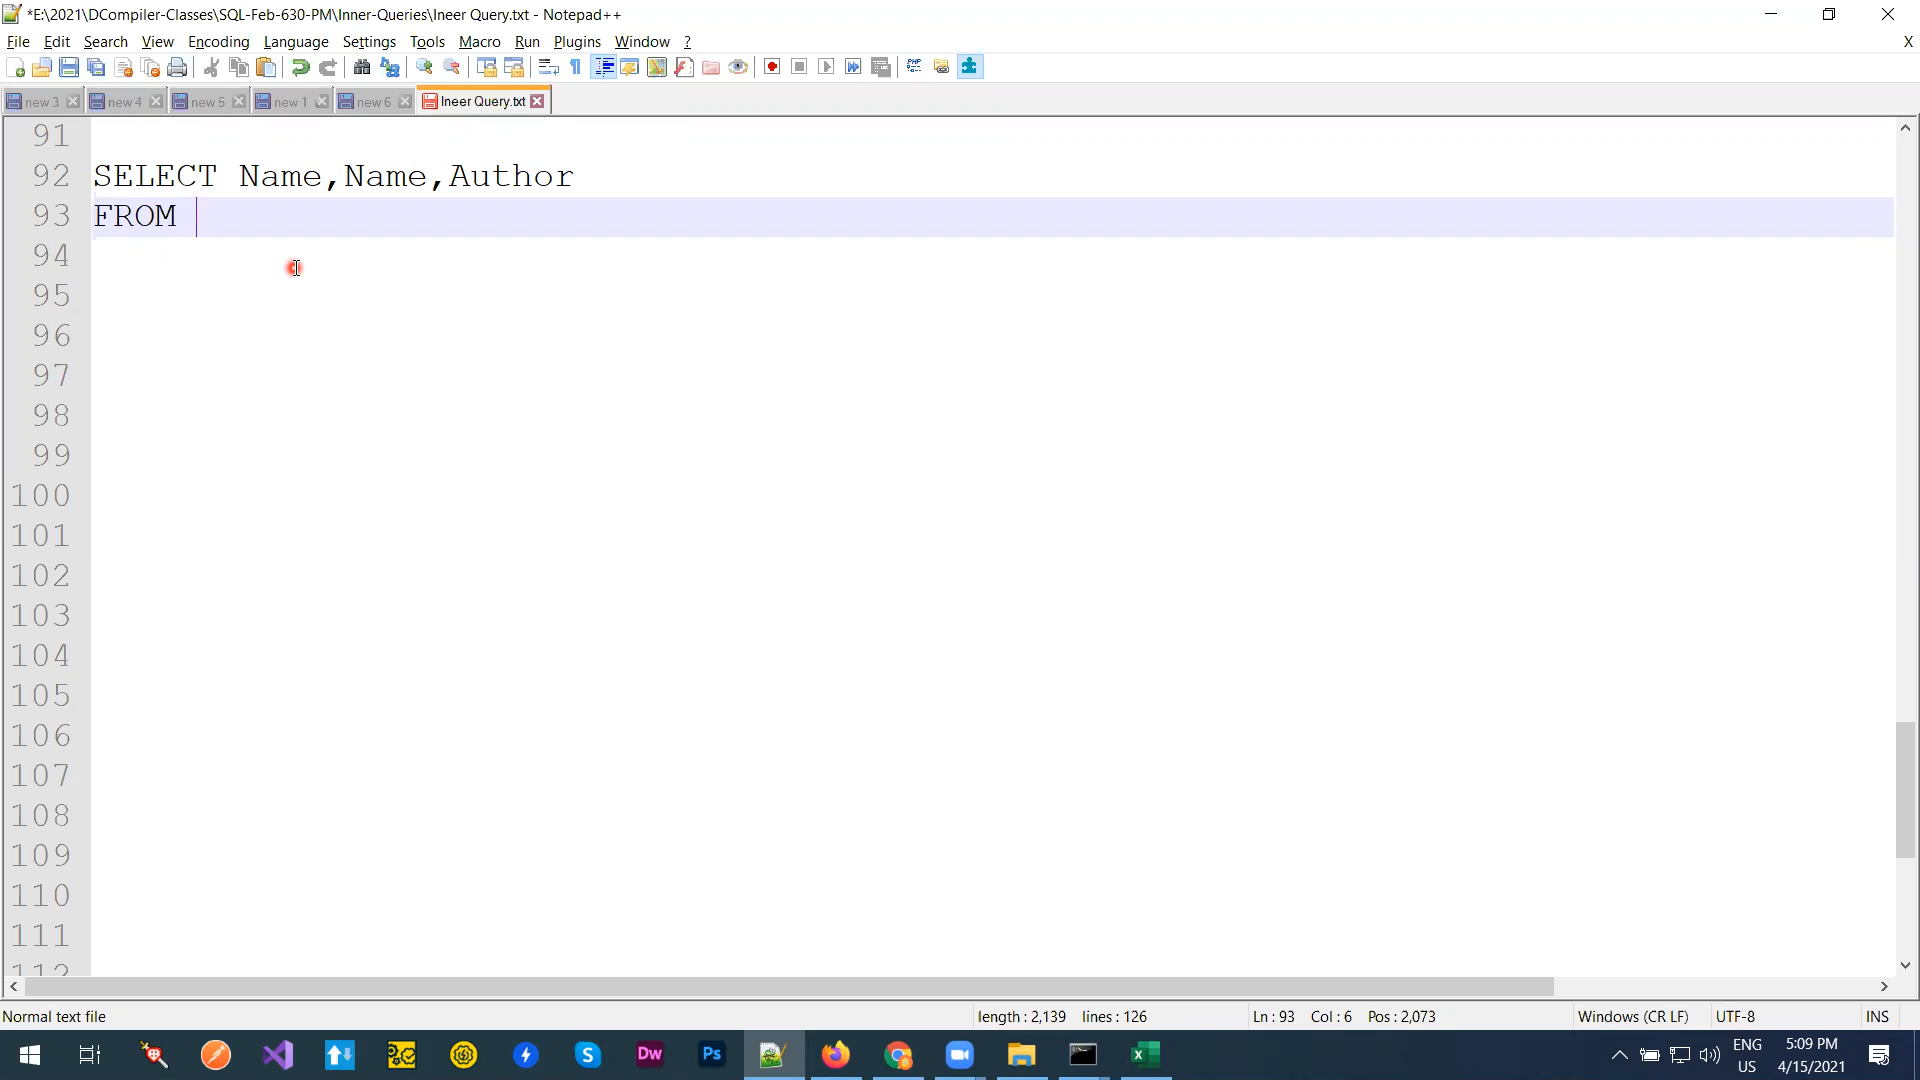 *E:\2021\DCompiler-Classes\SQL-Feb-630-PM\Inner-Queries\Ineer Query.txt - Notepad++
File Edit Search View Encoding Language Settings Tools Macro Run Plugins Window ? X
new 3 new 4 new 5 new 1 new 6 Ineer Query.txt
91
92 SELECT Name,Name,Author
93 FROM
94
95
96
97
98
99
100
101
102
103
104
105
106
107
108
109
110
111
112
Normal text file length : 2,139 lines : 126 Ln : 93 Col : 6 Pos : 2,073 Windows (CR LF) UTF-8 INS
Dw Ps ENG 5:09 PM
US 4/15/2021